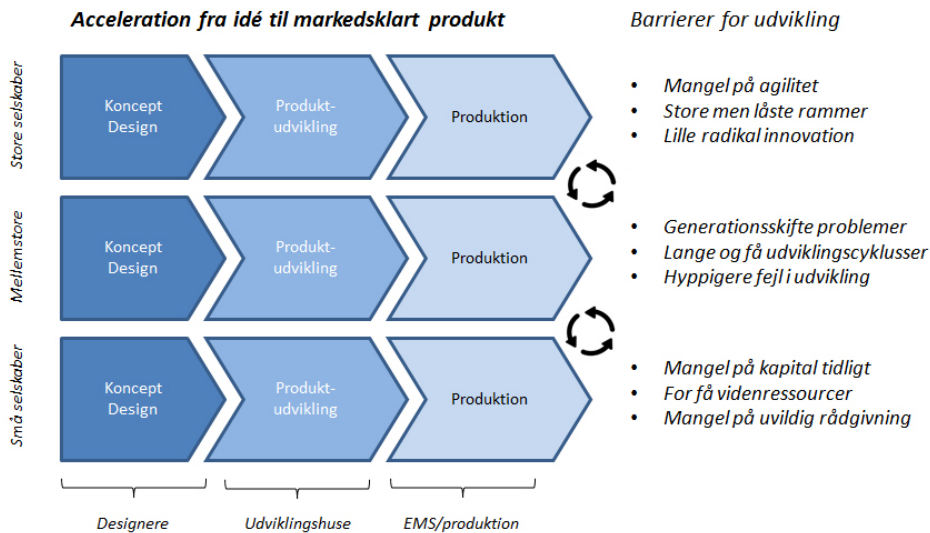 Acceleration fra idé til markedsklart produkt
Barrierer for udvikling
Store selskaber
Koncept
Design
Produkt-
udvikling
Produktion
• Mangel på agilitet
• Store men låste rammer
• Lille radikal innovation
Mellemstore
Koncept
Design
Produkt-
udvikling
Produktion
• Generationsskifte problemer
• Lange og få udviklingscyklusser
• Hyppigere fejl i udvikling
Små selskaber
Koncept
Design
Produkt-
udvikling
Produktion
• Mangel på kapital tidligt
• For få videnressourcer
• Mangel på uvildig rådgivning
Designere
Udviklingshuse
EMS/produktion